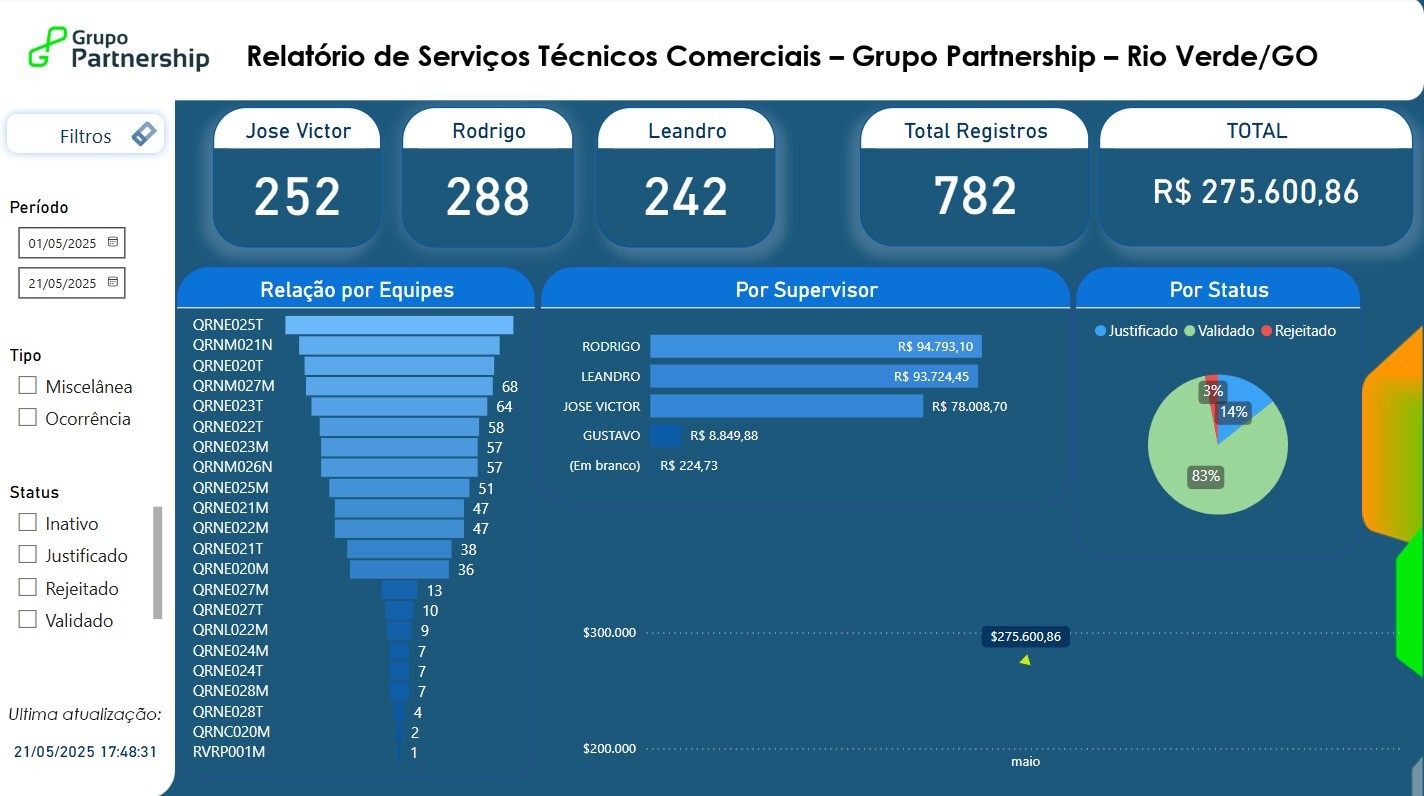 Grupo
Partnership
Relatório de Serviços Técnicos Comerciais – Grupo Partnership – Rio Verde/GO
Filtros
Período
01/05/2025
21/05/2025
Tipo
Miscelânea
Ocorrência
Status
Inativo
Justificado
Rejeitado
Validado
Ultima atualização:
21/05/2025 17:48:31
Jose Victor
252
Rodrigo
288
Leandro
242
Total Registros
782
TOTAL
R$ 275.600,86
Relação por Equipes
QRNE025T
QRNM021N
QRNE020T
QRNM027M 68
QRNE023T 64
QRNE022T 58
QRNE023M 57
QRNM026N 57
QRNE025M 51
QRNE021M 47
QRNE022M 47
QRNE021T 38
QRNE020M 36
QRNE027M 13
QRNE027T 10
QRNL022M 9
QRNE024M 7
QRNE024T 7
QRNE028M 7
QRNE028T 4
QRNC020M 2
RVRP001M 1
Por Supervisor
RODRIGO R$ 94.793,10
LEANDRO R$ 93.724,45
JOSE VICTOR R$ 78.008,70
GUSTAVO R$ 8.849,88
(Em branco) R$ 224,73
Por Status
Justificado Validado Rejeitado
3%
14%
83%
$300.000
$275.600,86
$200.000
maio